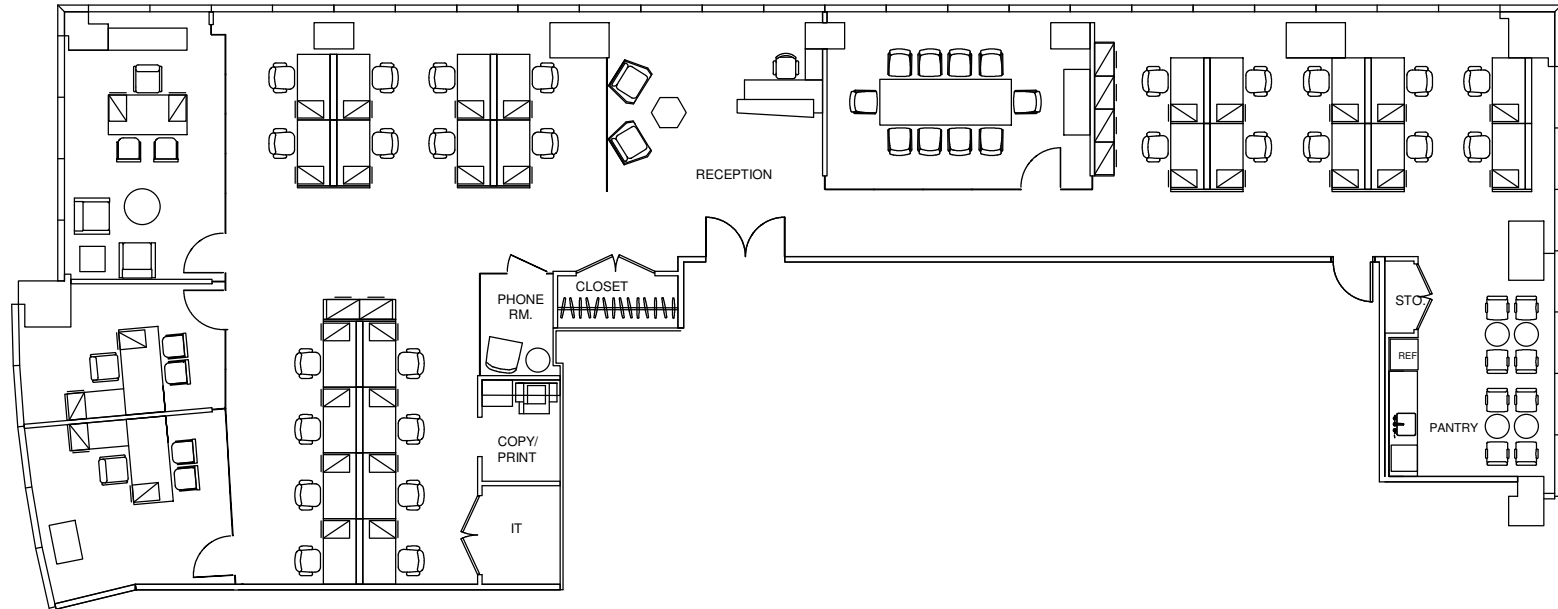 RECEPTION
CLOSET
PHONE
RM.
STO.
REF
PANTRY
COPY/
PRINT
IT